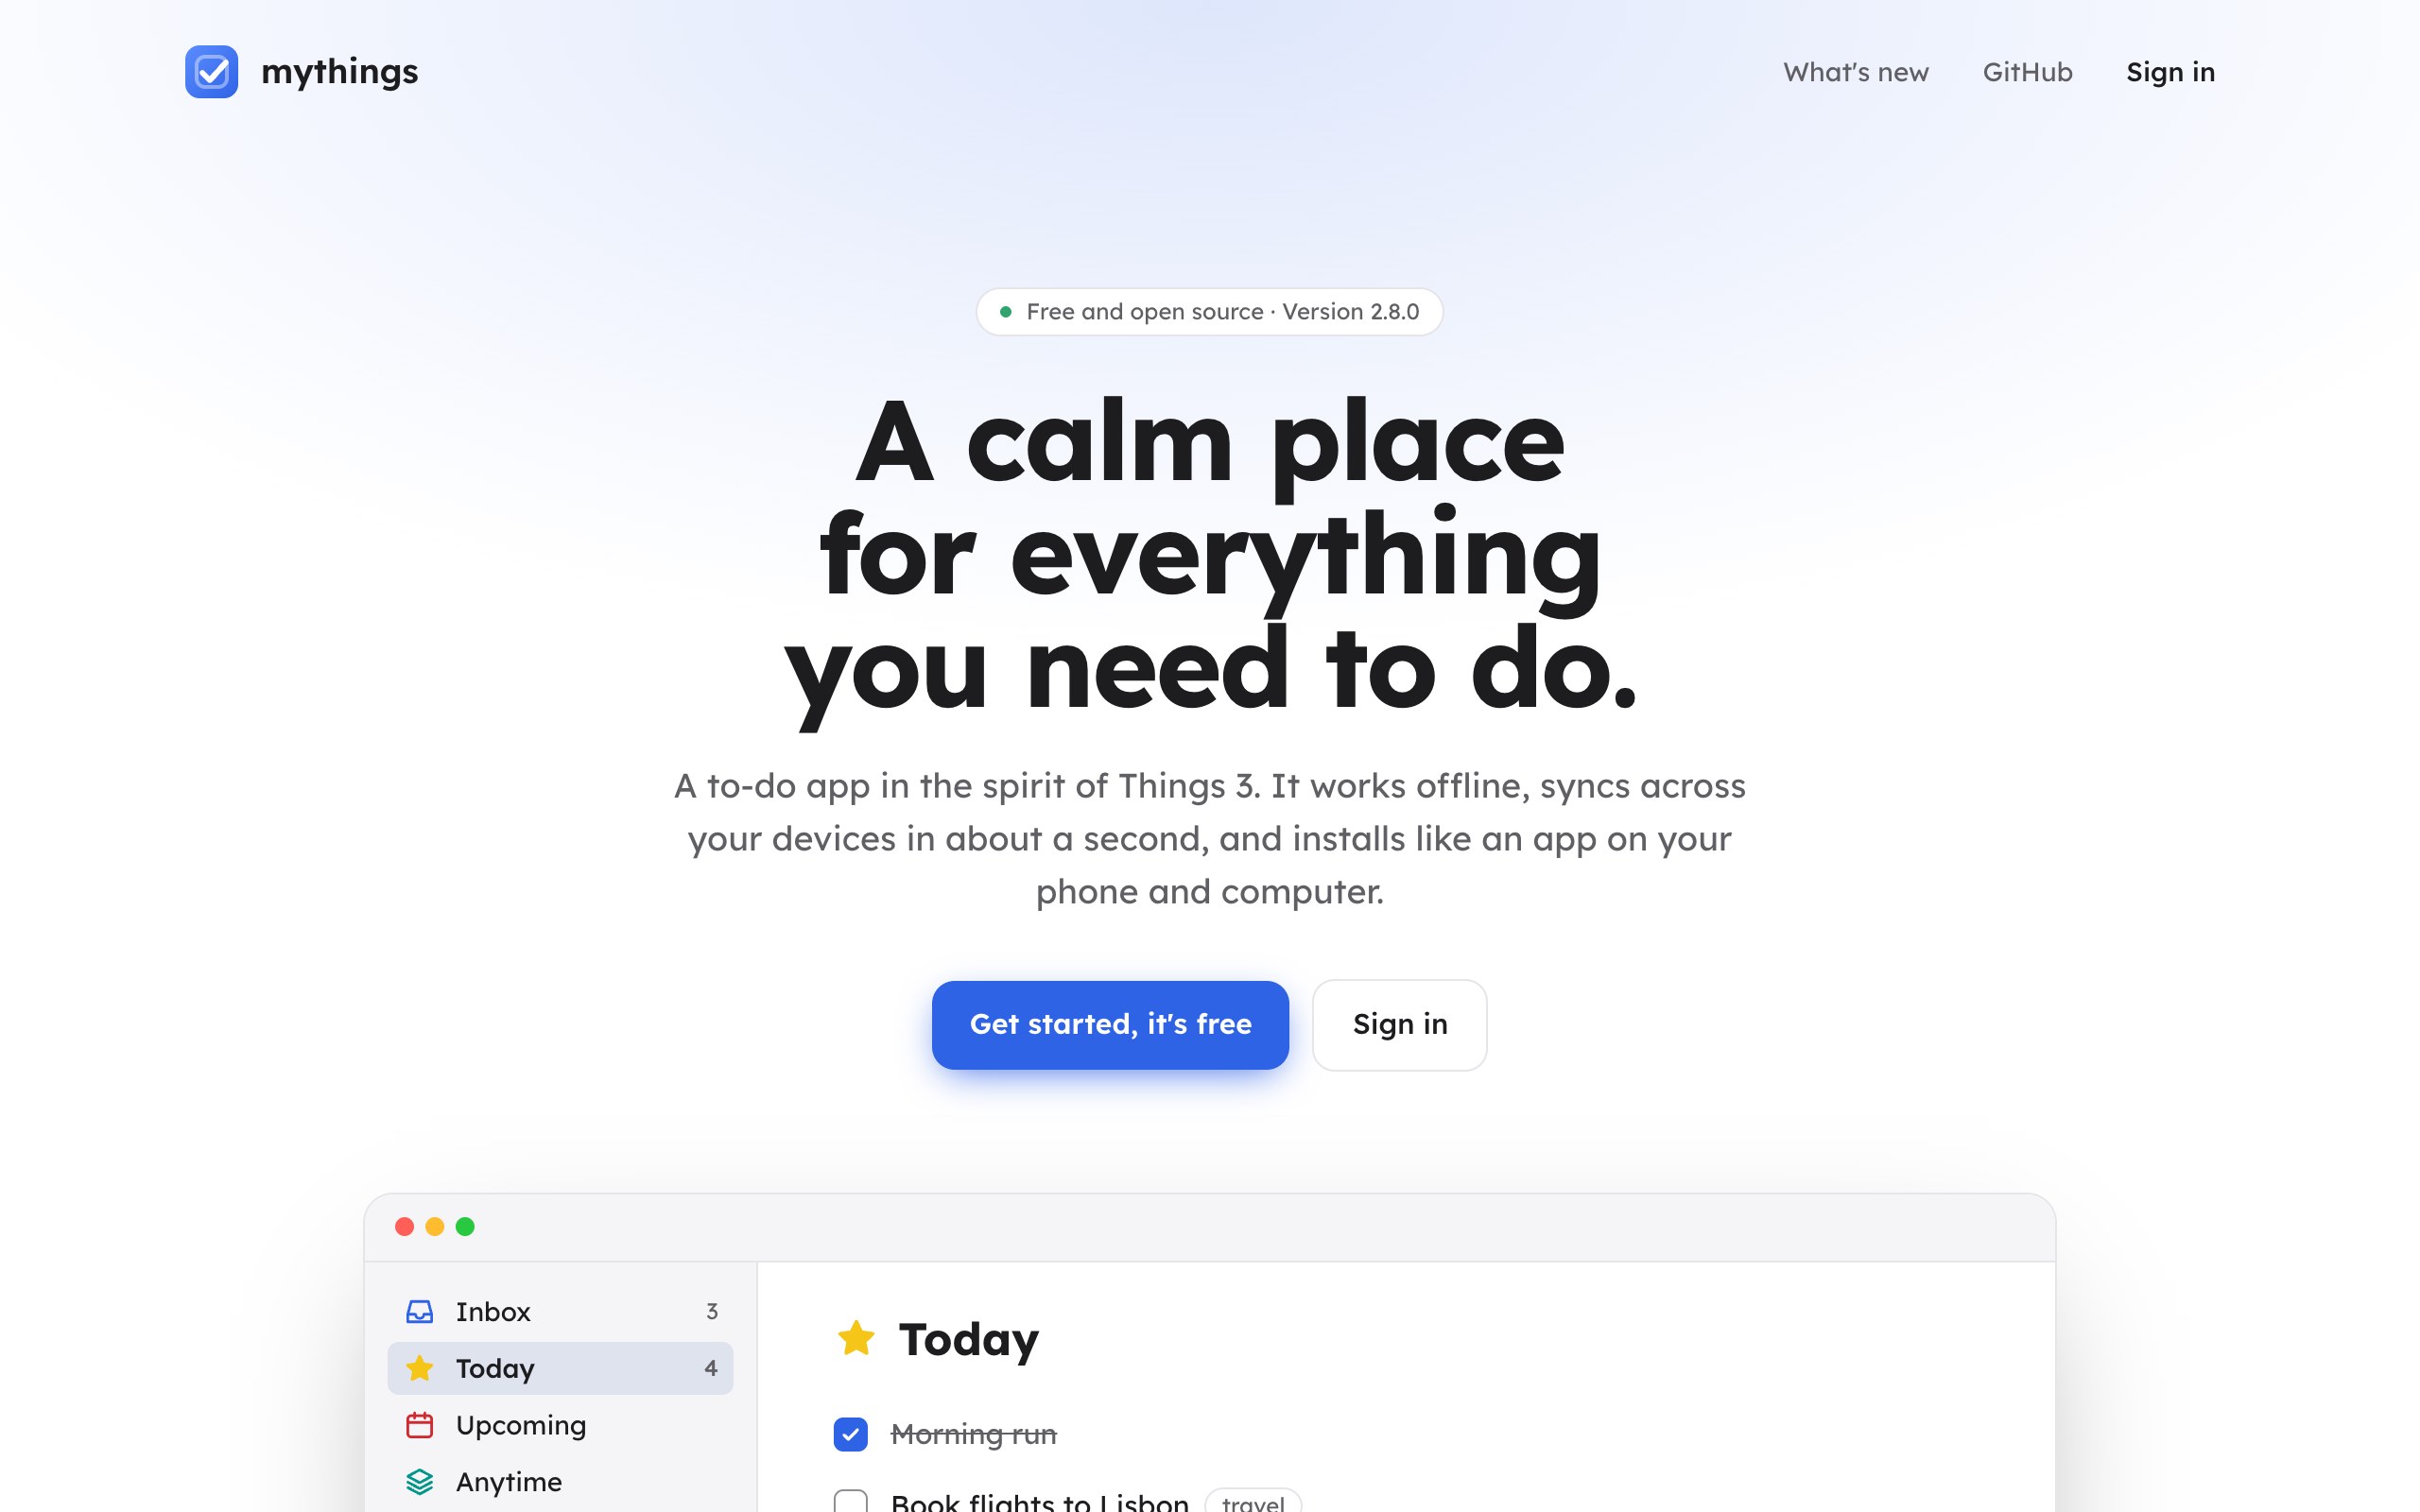 mythings
What's new
GitHub
Sign in
Free and open source · Version 2.8.0
A calm place
for everything
you need to do.
A to-do app in the spirit of Things 3. It works offline, syncs across
your devices in about a second, and installs like an app on your
phone and computer.
Get started, it's free
Sign in
Inbox 3
Today 4
Upcoming
Anytime
Today
Morning run
Book flights to Lisbon travel